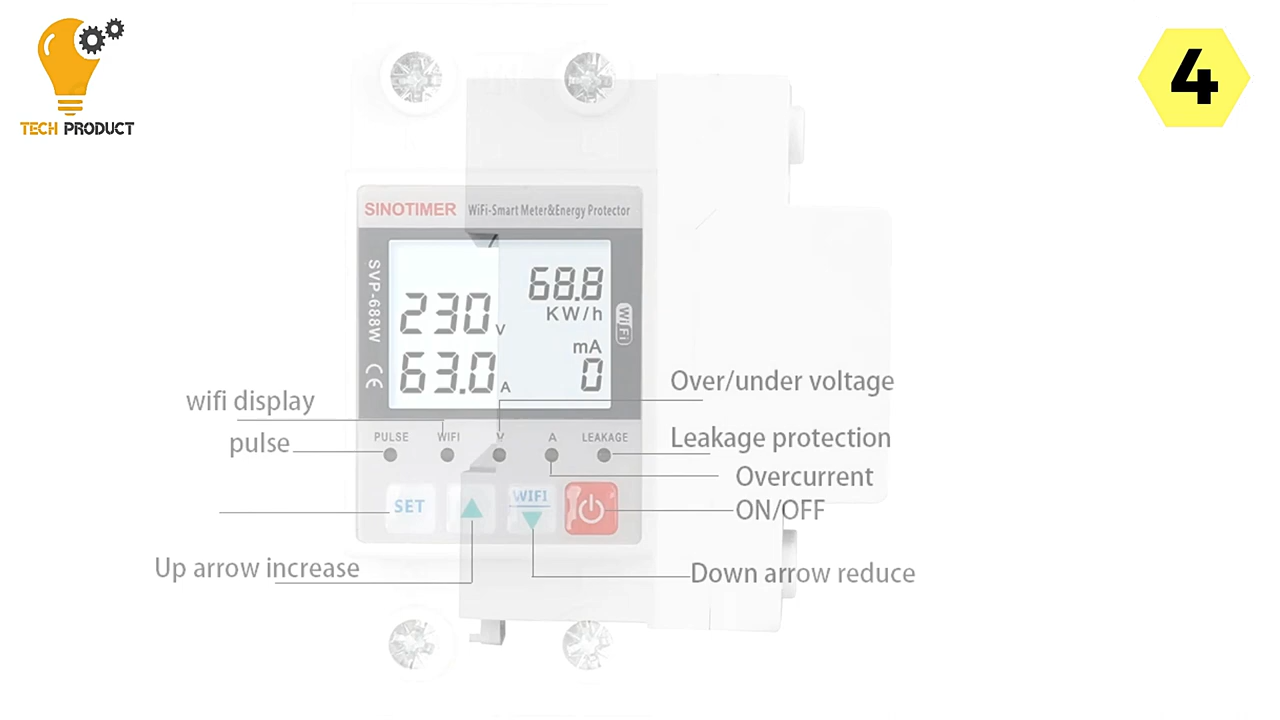 TECH PRODUCT
4
SINOTIMER WiFi-Smart Meter&Energy Protector
SVP-688W
CE
WiFi
68.8
KW/h
230 V
mA
63.0 A
0
wifi display
pulse
Over/under voltage
Leakage protection
Overcurrent
ON/OFF
PULSE WIFI V A LEAKAGE
SET
WIFI
Up arrow increase
Down arrow reduce